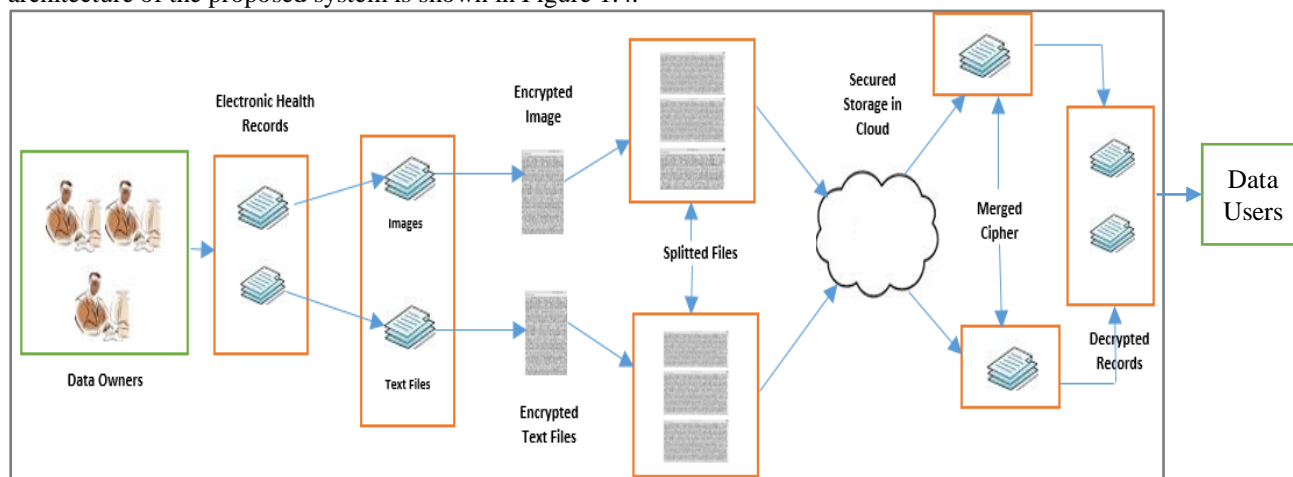 architecture of the proposed system is shown in Figure 1.4.
Electronic Health
Records
Encrypted
Image
Secured
Storage in
Cloud
Images
Splitted Files
Merged
Cipher
Data
Users
Data Owners
Text Files
Encrypted
Text Files
Decrypted
Records